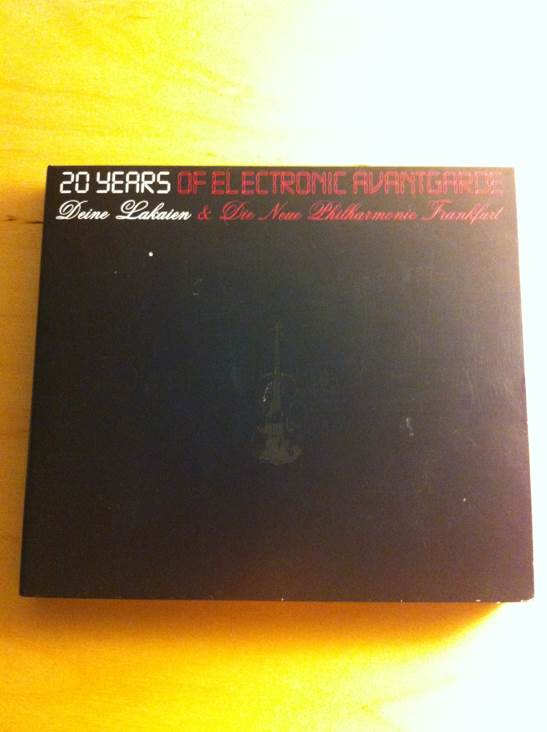 20 YEARS OF ELECTRONIC AVANTGARDE
Deine Lakaien & Die Neue Philharmonie Frankfurt